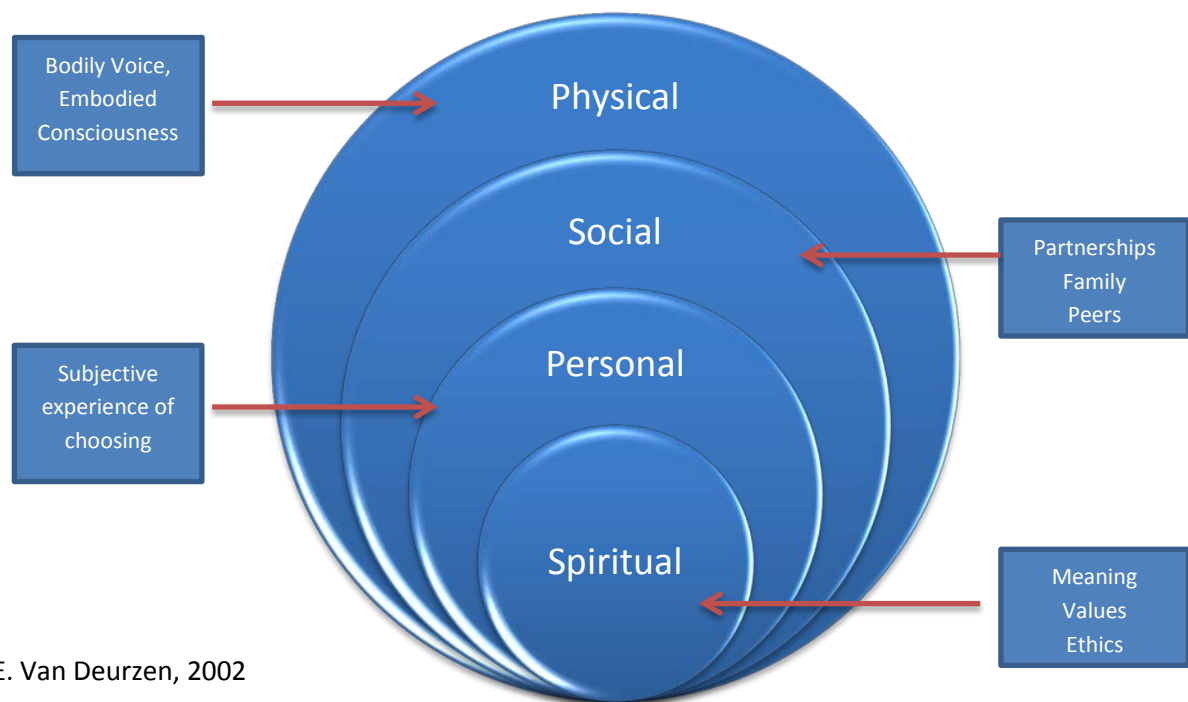 Bodily Voice,
Embodied
Consciousness
Physical
Social
Partnerships
Family
Peers
Subjective
experience of
choosing
Personal
Spiritual
Meaning
Values
Ethics
E. Van Deurzen, 2002